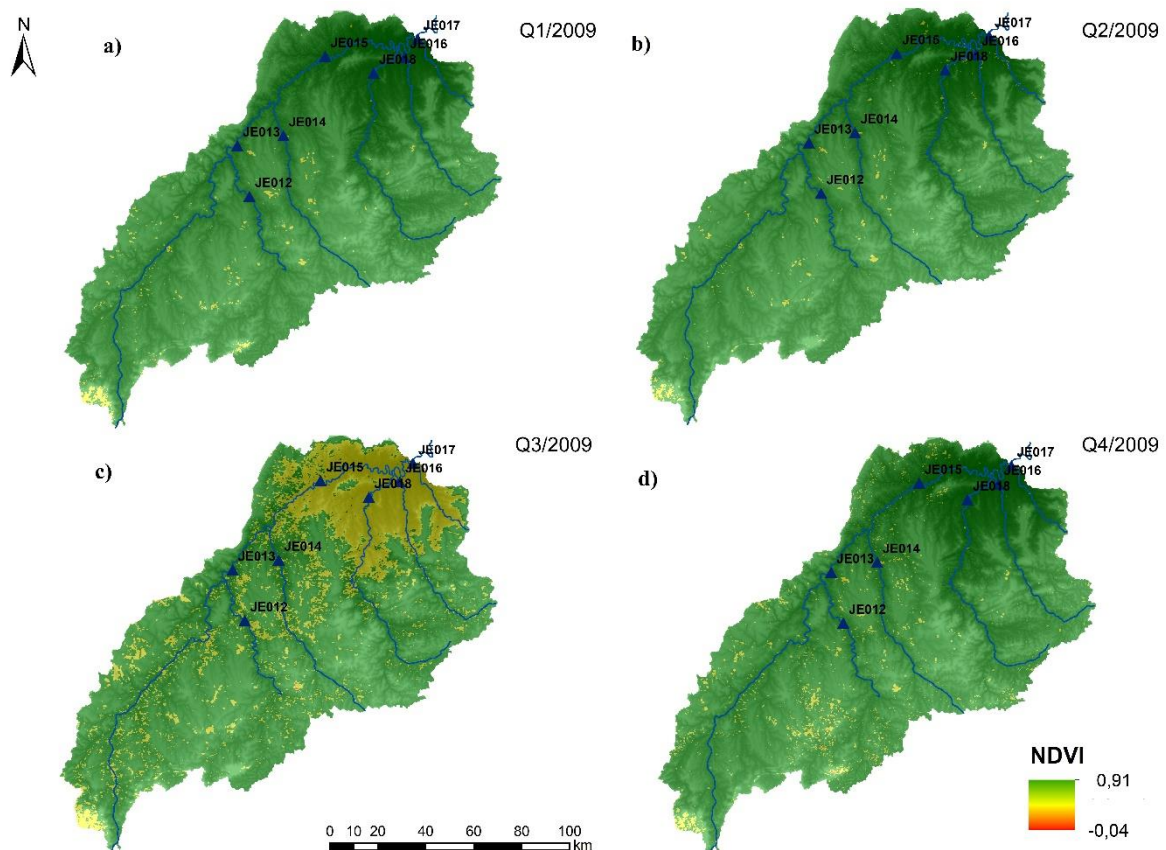 N
a)
Q1/2009
JE017
JE016
JE015
JE018
JE014
JE013
JE012
b)
Q2/2009
JE017
JE016
JE015
JE018
JE014
JE013
JE012
c)
Q3/2009
JE017
JE016
JE015
JE018
JE014
JE013
JE012
d)
Q4/2009
JE017
JE016
JE015
JE018
JE014
JE013
JE012
0 10 20 40 60 80 100
km
NDVI
0,91
-0,04